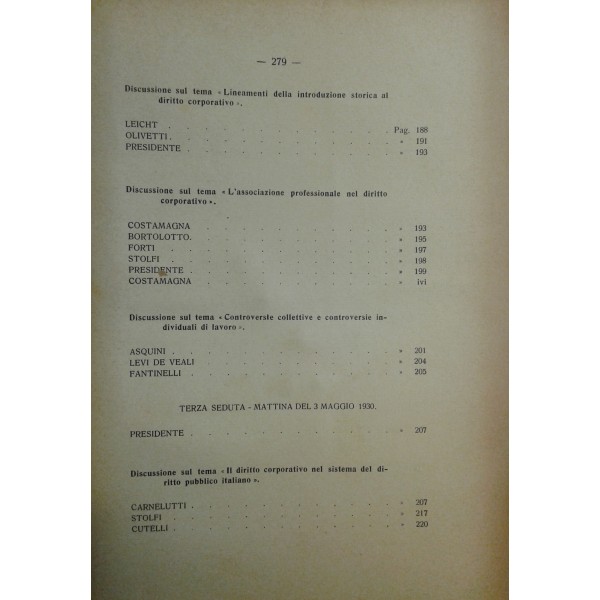 — 279 —
Discussione sul tema «Lineamenti della introduzione storica al
diritto corporativo».
LEICHT . . . . . . . . . . . Pag. 188
OLIVETTI . . . . . . . . . . . » 191
PRESIDENTE . . . . . . . . . . . » 193
Discussione sul tema «L'associazione professionale nel diritto
corporativo».
COSTAMAGNA . . . . . . . . . . » 193
BORTOLOTTO. . . . . . . . . . » 195
FORTI . . . . . . . . . . . » 197
STOLFI . . . . . . . . . . . » 198
PRESIDENTE . . . . . . . . . . » 199
COSTAMAGNA . . . . . . . . . . » ivi
Discussione sul tema «Controverste collettive e controversie in-
dividuali di lavoro».
ASQUINI . . . . . . . . . . . » 201
LEVI DE VEALI . . . . . . . . . . » 204
FANTINELLI . . . . . . . . . . » 205
TERZA SEDUTA - MATTINA DEL 3 MAGGIO 1930.
PRESIDENTE . . . . . . . . . . » 207
Discussione sul tema «Il diritto corporativo nel sistema del di-
ritto pubblico italiano».
CARNELUTTI . . . . . . . . . . » 207
STOLFI . . . . . . . . . . . » 217
CUTELLI . . . . . . . . . . . » 220